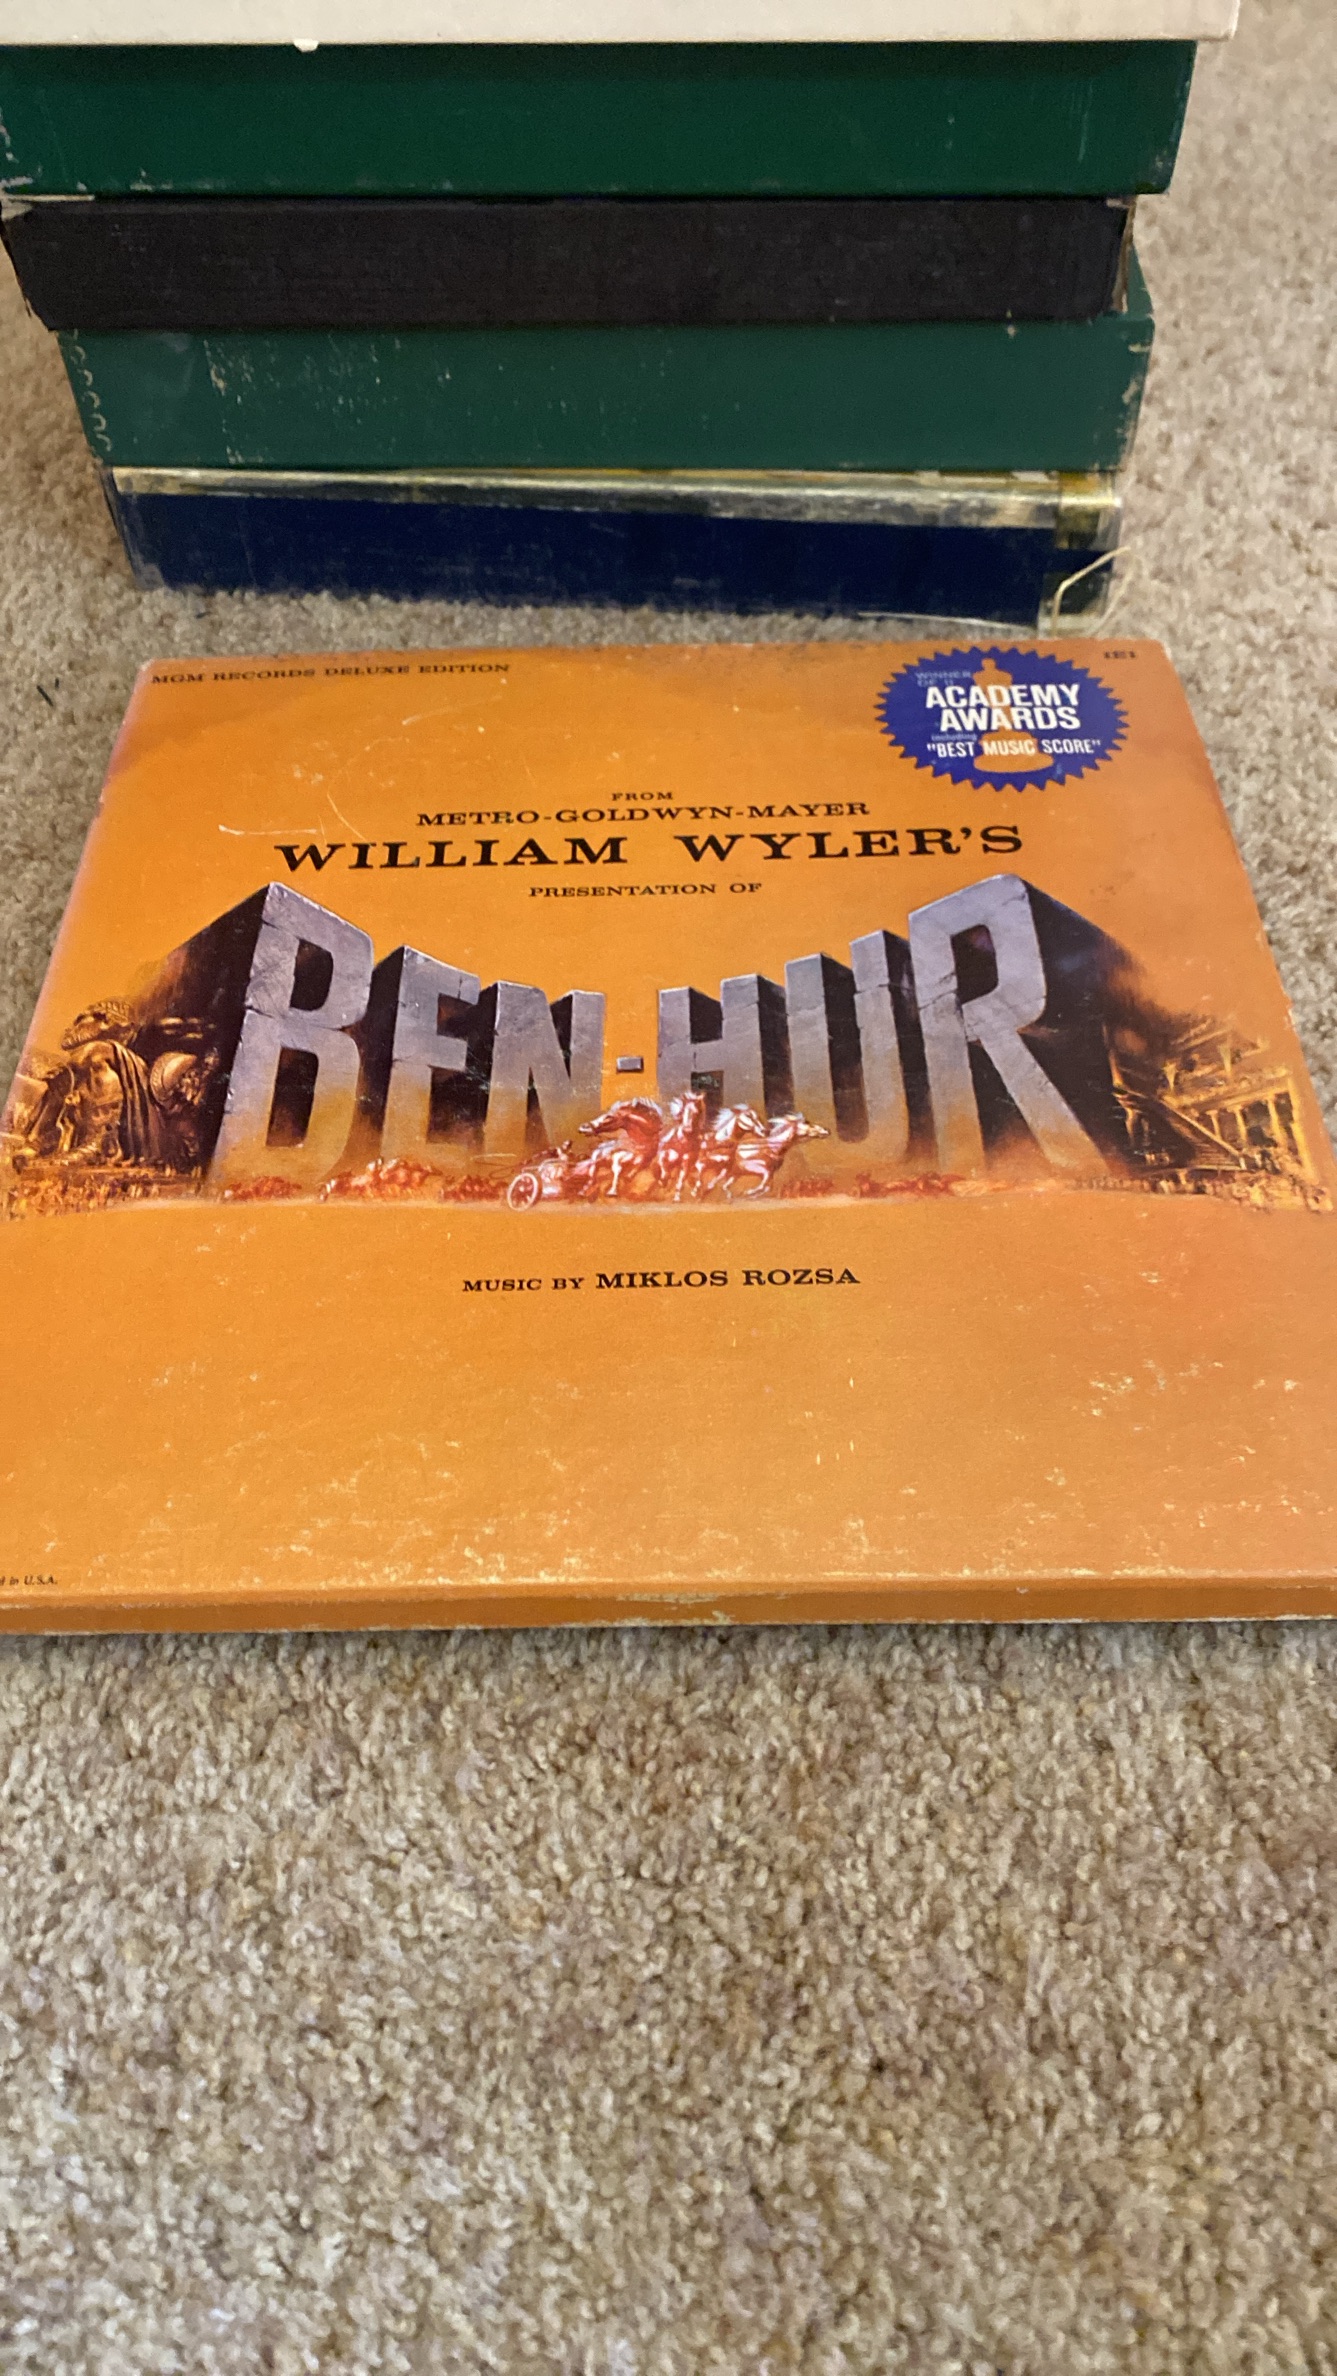 MGM RECORDS DELUXE EDITION
1E1
WINNER
OF 11
ACADEMY
AWARDS
including
"BEST MUSIC SCORE"
FROM
METRO-GOLDWYN-MAYER
WILLIAM WYLER'S
PRESENTATION OF
BEN-HUR
MUSIC BY MIKLOS ROZSA
in U.S.A.